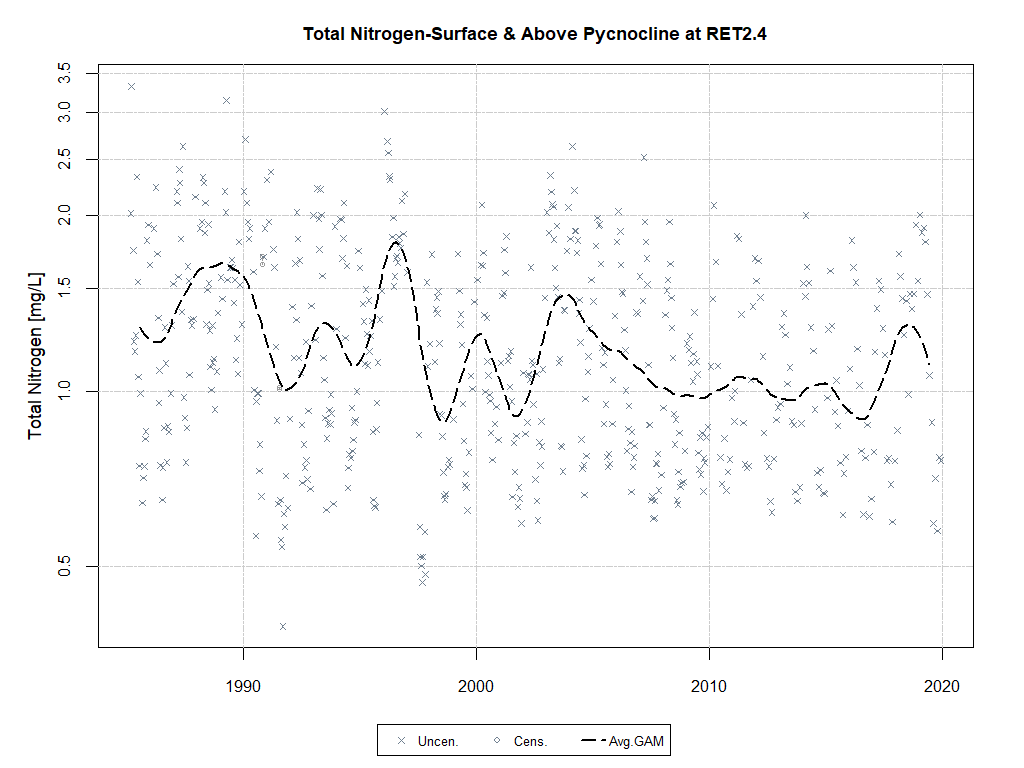 Total Nitrogen-Surface & Above Pycnocline at RET2.4
3.5
3.0
2.5
2.0
1.5
1.0
0.5
Total Nitrogen [mg/L]
1990
2000
2010
2020
Uncen.
Cens.
Avg.GAM